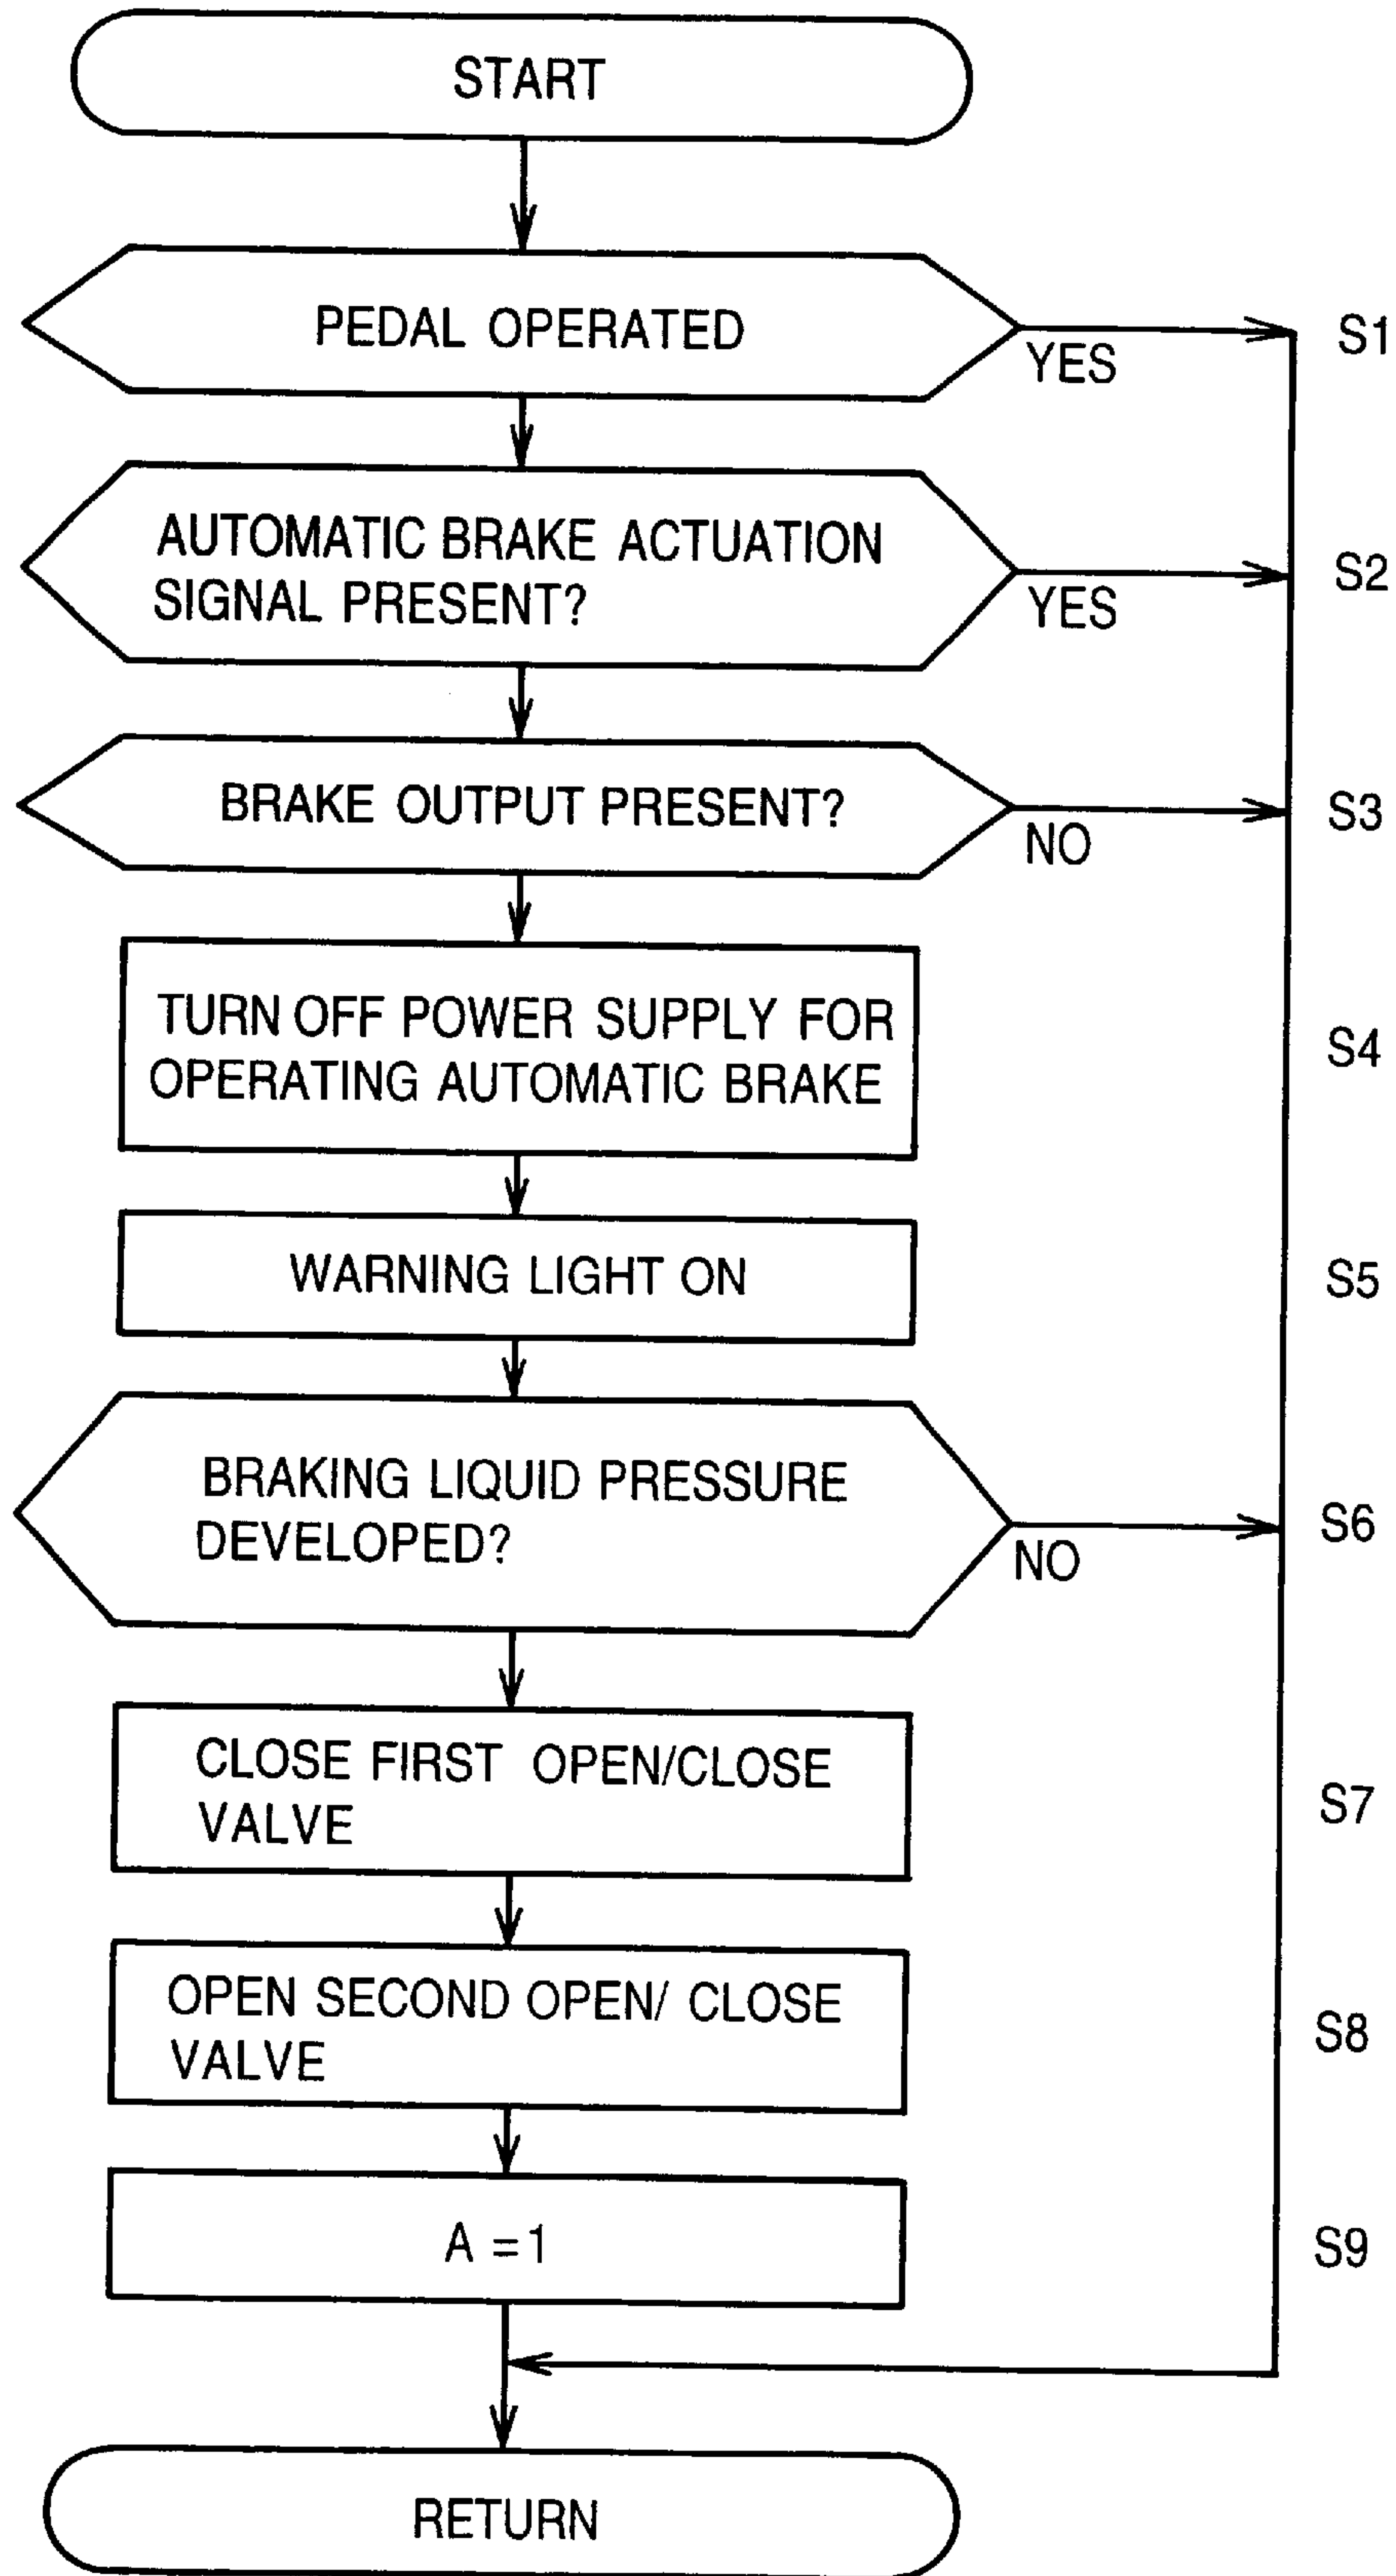 START
PEDAL OPERATED
YES
S1
AUTOMATIC BRAKE ACTUATION
SIGNAL PRESENT?
YES
S2
BRAKE OUTPUT PRESENT?
NO
S3
TURN OFF POWER SUPPLY FOR
OPERATING AUTOMATIC BRAKE
S4
WARNING LIGHT ON
S5
BRAKING LIQUID PRESSURE
DEVELOPED?
NO
S6
CLOSE FIRST OPEN/CLOSE
VALVE
S7
OPEN SECOND OPEN/ CLOSE
VALVE
S8
A =1
S9
RETURN